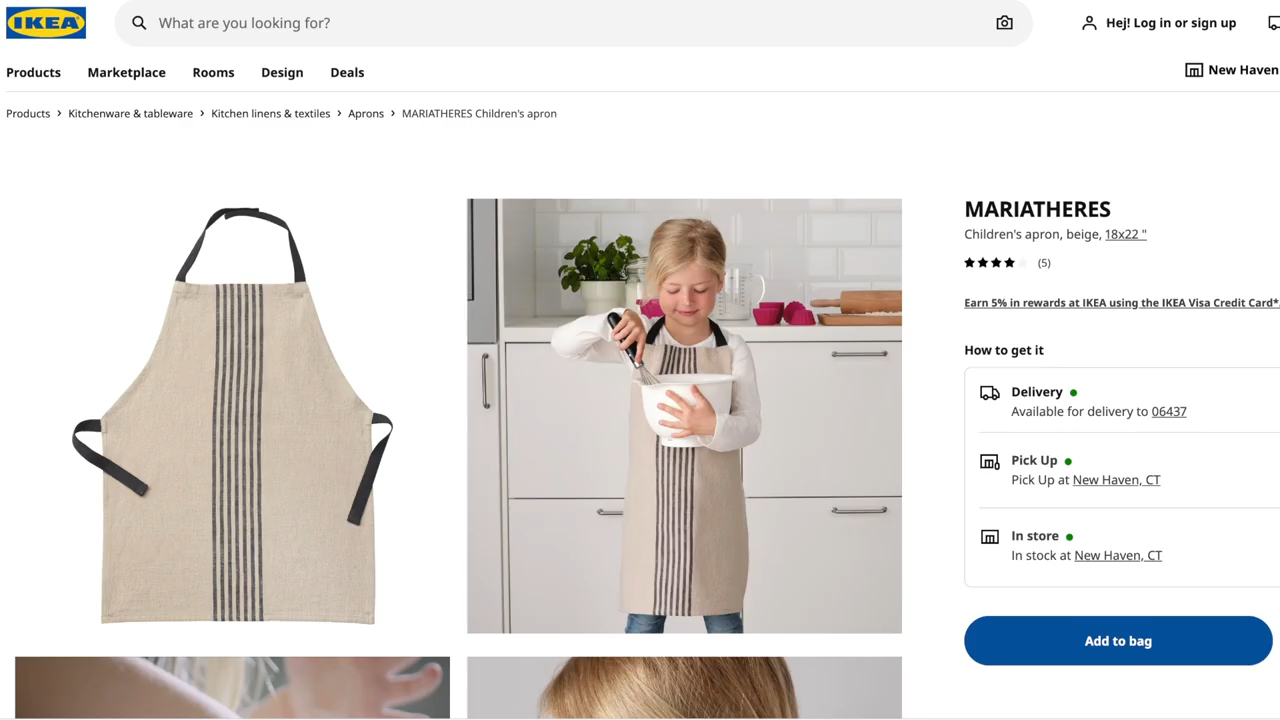 IKEA
What are you looking for?
Hej! Log in or sign up
Products Marketplace Rooms Design Deals
New Haven
Products › Kitchenware & tableware › Kitchen linens & textiles › Aprons › MARIATHERES Children's apron
MARIATHERES
Children's apron, beige, 18x22 "
(5)
Earn 5% in rewards at IKEA using the IKEA Visa Credit Card*.
How to get it
Delivery
Available for delivery to 06437
Pick Up
Pick Up at New Haven, CT
In store
In stock at New Haven, CT
Add to bag